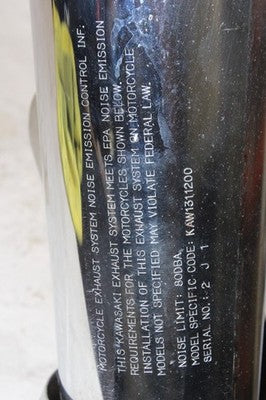 MOTORCYCLE EXHAUST SYSTEM NOISE EMISSION CONTROL INF.
THIS KAWASAKI EXHAUST SYSTEM MEETS EPA NOISE EMISSION
REQUIREMENTS FOR THE MOTORCYCLES SHOWN BELOW.
INSTALLATION OF THIS EXHAUST SYSTEM ON MOTORCYCLE
MODELS NOT SPECIFIED MAY VIOLATE FEDERAL LAW.
NOISE LIMIT: 80DBA,
MODEL SPECIFIC CODE: KAW1311200
SERIAL NO.: 2 J 1